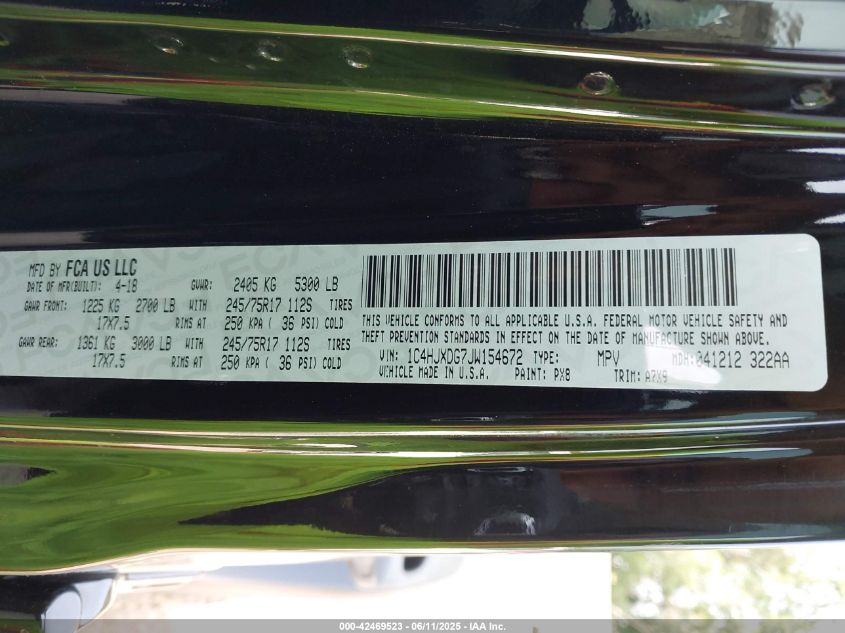 MFD BY FCA US LLC
DATE OF MFR(BUILT): 4-18 GVWR: 2405 KG 5300 LB
GAWR FRONT: 1225 KG 2700 LB WITH 245/75R17 112S TIRES
17X7.5 RIMS AT 250 KPA ( 36 PSI) COLD
GAWR REAR: 1361 KG 3000 LB WITH 245/75R17 112S TIRES
17X7.5 RIMS AT 250 KPA ( 36 PSI) COLD
THIS VEHICLE CONFORMS TO ALL APPLICABLE U.S.A. FEDERAL MOTOR VEHICLE SAFETY AND
THEFT PREVENTION STANDARDS IN EFFECT ON THE DATE OF MANUFACTURE SHOWN ABOVE.
VIN: 1C4HJXDG7JW154672 TYPE: MPV MDH: 041212 322AA
VEHICLE MADE IN U.S.A. PAINT: PX8 TRIM: A7X9
000-42469523 - 06/11/2025 - IAA Inc.